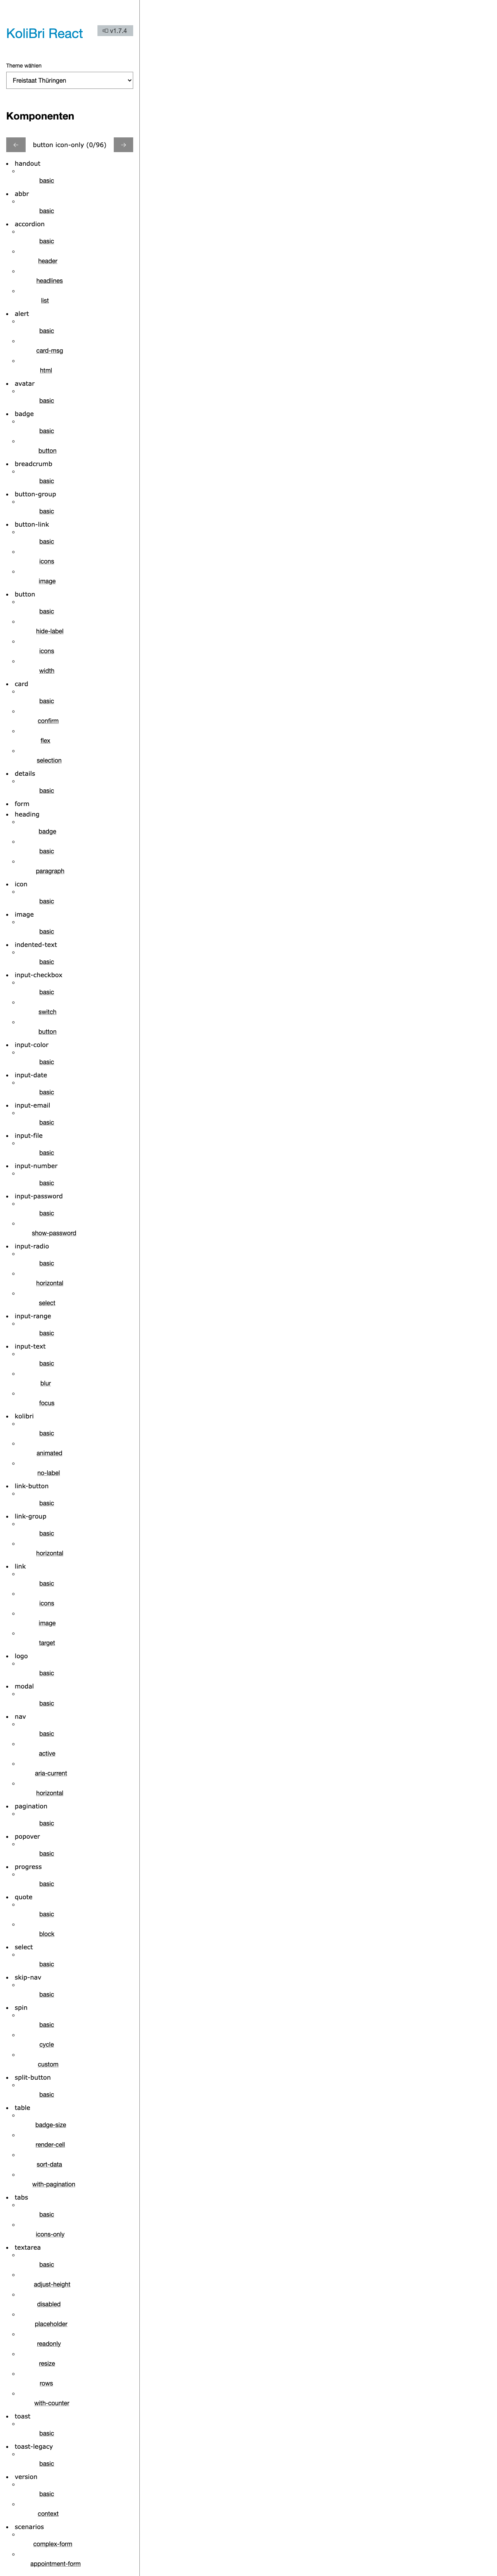 KoliBri React
v1.7.4
Theme wählen
Freistaat Thüringen
Komponenten
← button icon-only (0/96) →
handout
basic
abbr
basic
accordion
basic
header
headlines
list
alert
basic
card-msg
html
avatar
basic
badge
basic
button
breadcrumb
basic
button-group
basic
button-link
basic
icons
image
button
basic
hide-label
icons
width
card
basic
confirm
flex
selection
details
basic
form
heading
badge
basic
paragraph
icon
basic
image
basic
indented-text
basic
input-checkbox
basic
switch
button
input-color
basic
input-date
basic
input-email
basic
input-file
basic
input-number
basic
input-password
basic
show-password
input-radio
basic
horizontal
select
input-range
basic
input-text
basic
blur
focus
kolibri
basic
animated
no-label
link-button
basic
link-group
basic
horizontal
link
basic
icons
image
target
logo
basic
modal
basic
nav
basic
active
aria-current
horizontal
pagination
basic
popover
basic
progress
basic
quote
basic
block
select
basic
skip-nav
basic
spin
basic
cycle
custom
split-button
basic
table
badge-size
render-cell
sort-data
with-pagination
tabs
basic
icons-only
textarea
basic
adjust-height
disabled
placeholder
readonly
resize
rows
with-counter
toast
basic
toast-legacy
basic
version
basic
context
scenarios
complex-form
appointment-form